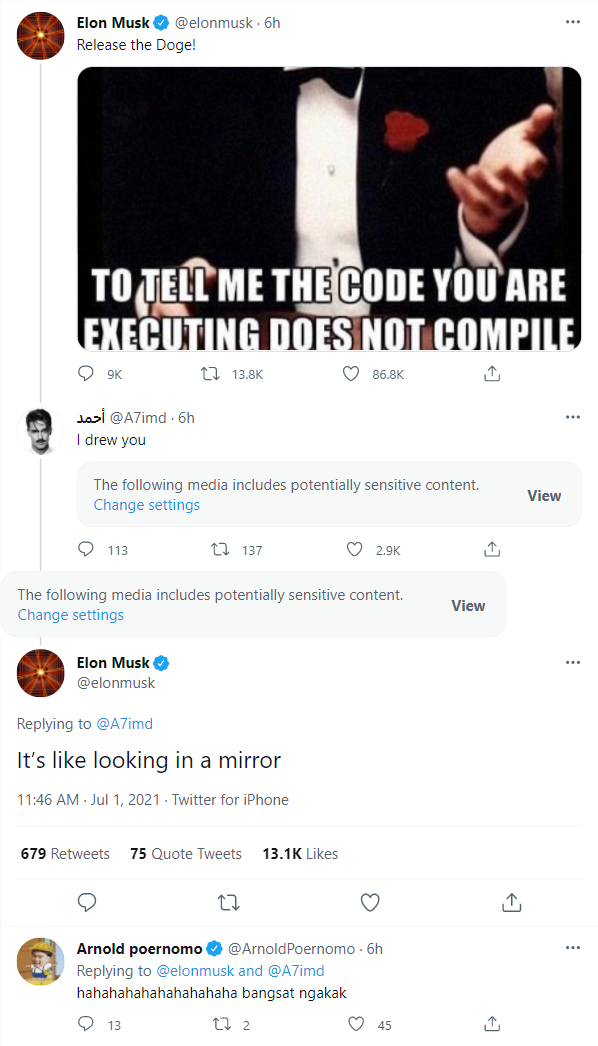 Elon Musk @elonmusk · 6h
Release the Doge!
TO TELL ME THE CODE YOU ARE
EXECUTING DOES NOT COMPILE
9K 13.8K 86.8K
أحمد @A7imd · 6h
I drew you
The following media includes potentially sensitive content.
Change settings
View
113 137 2.9K
The following media includes potentially sensitive content.
Change settings
View
Elon Musk
@elonmusk
Replying to @A7imd
It’s like looking in a mirror
11:46 AM · Jul 1, 2021 · Twitter for iPhone
679 Retweets 75 Quote Tweets 13.1K Likes
Arnold poernomo @ArnoldPoernomo · 6h
Replying to @elonmusk and @A7imd
hahahahahahahahahaha bangsat ngakak
13 2 45